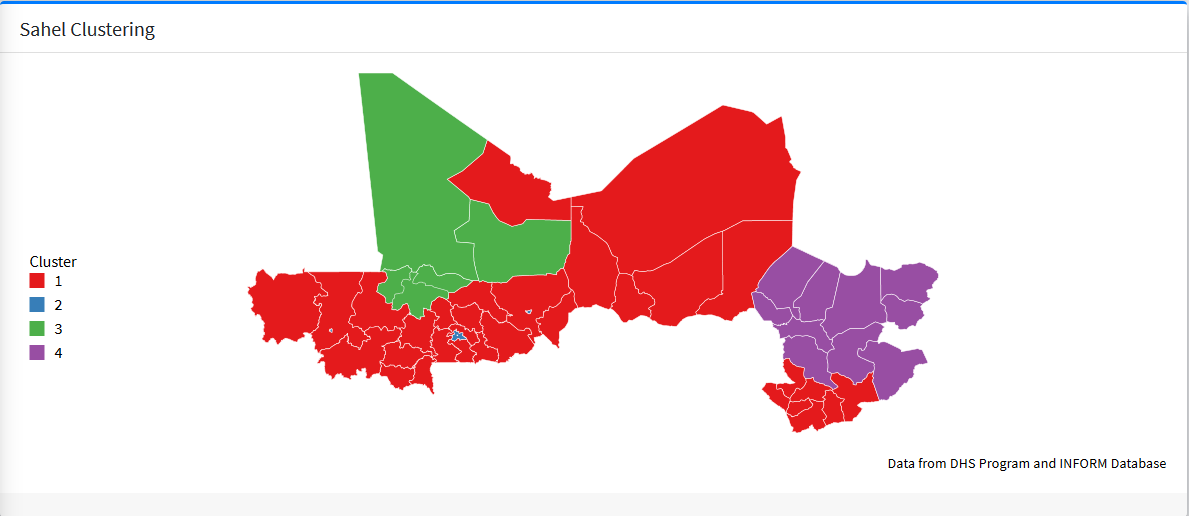 Sahel Clustering
Cluster
1
2
3
4
Data from DHS Program and INFORM Database